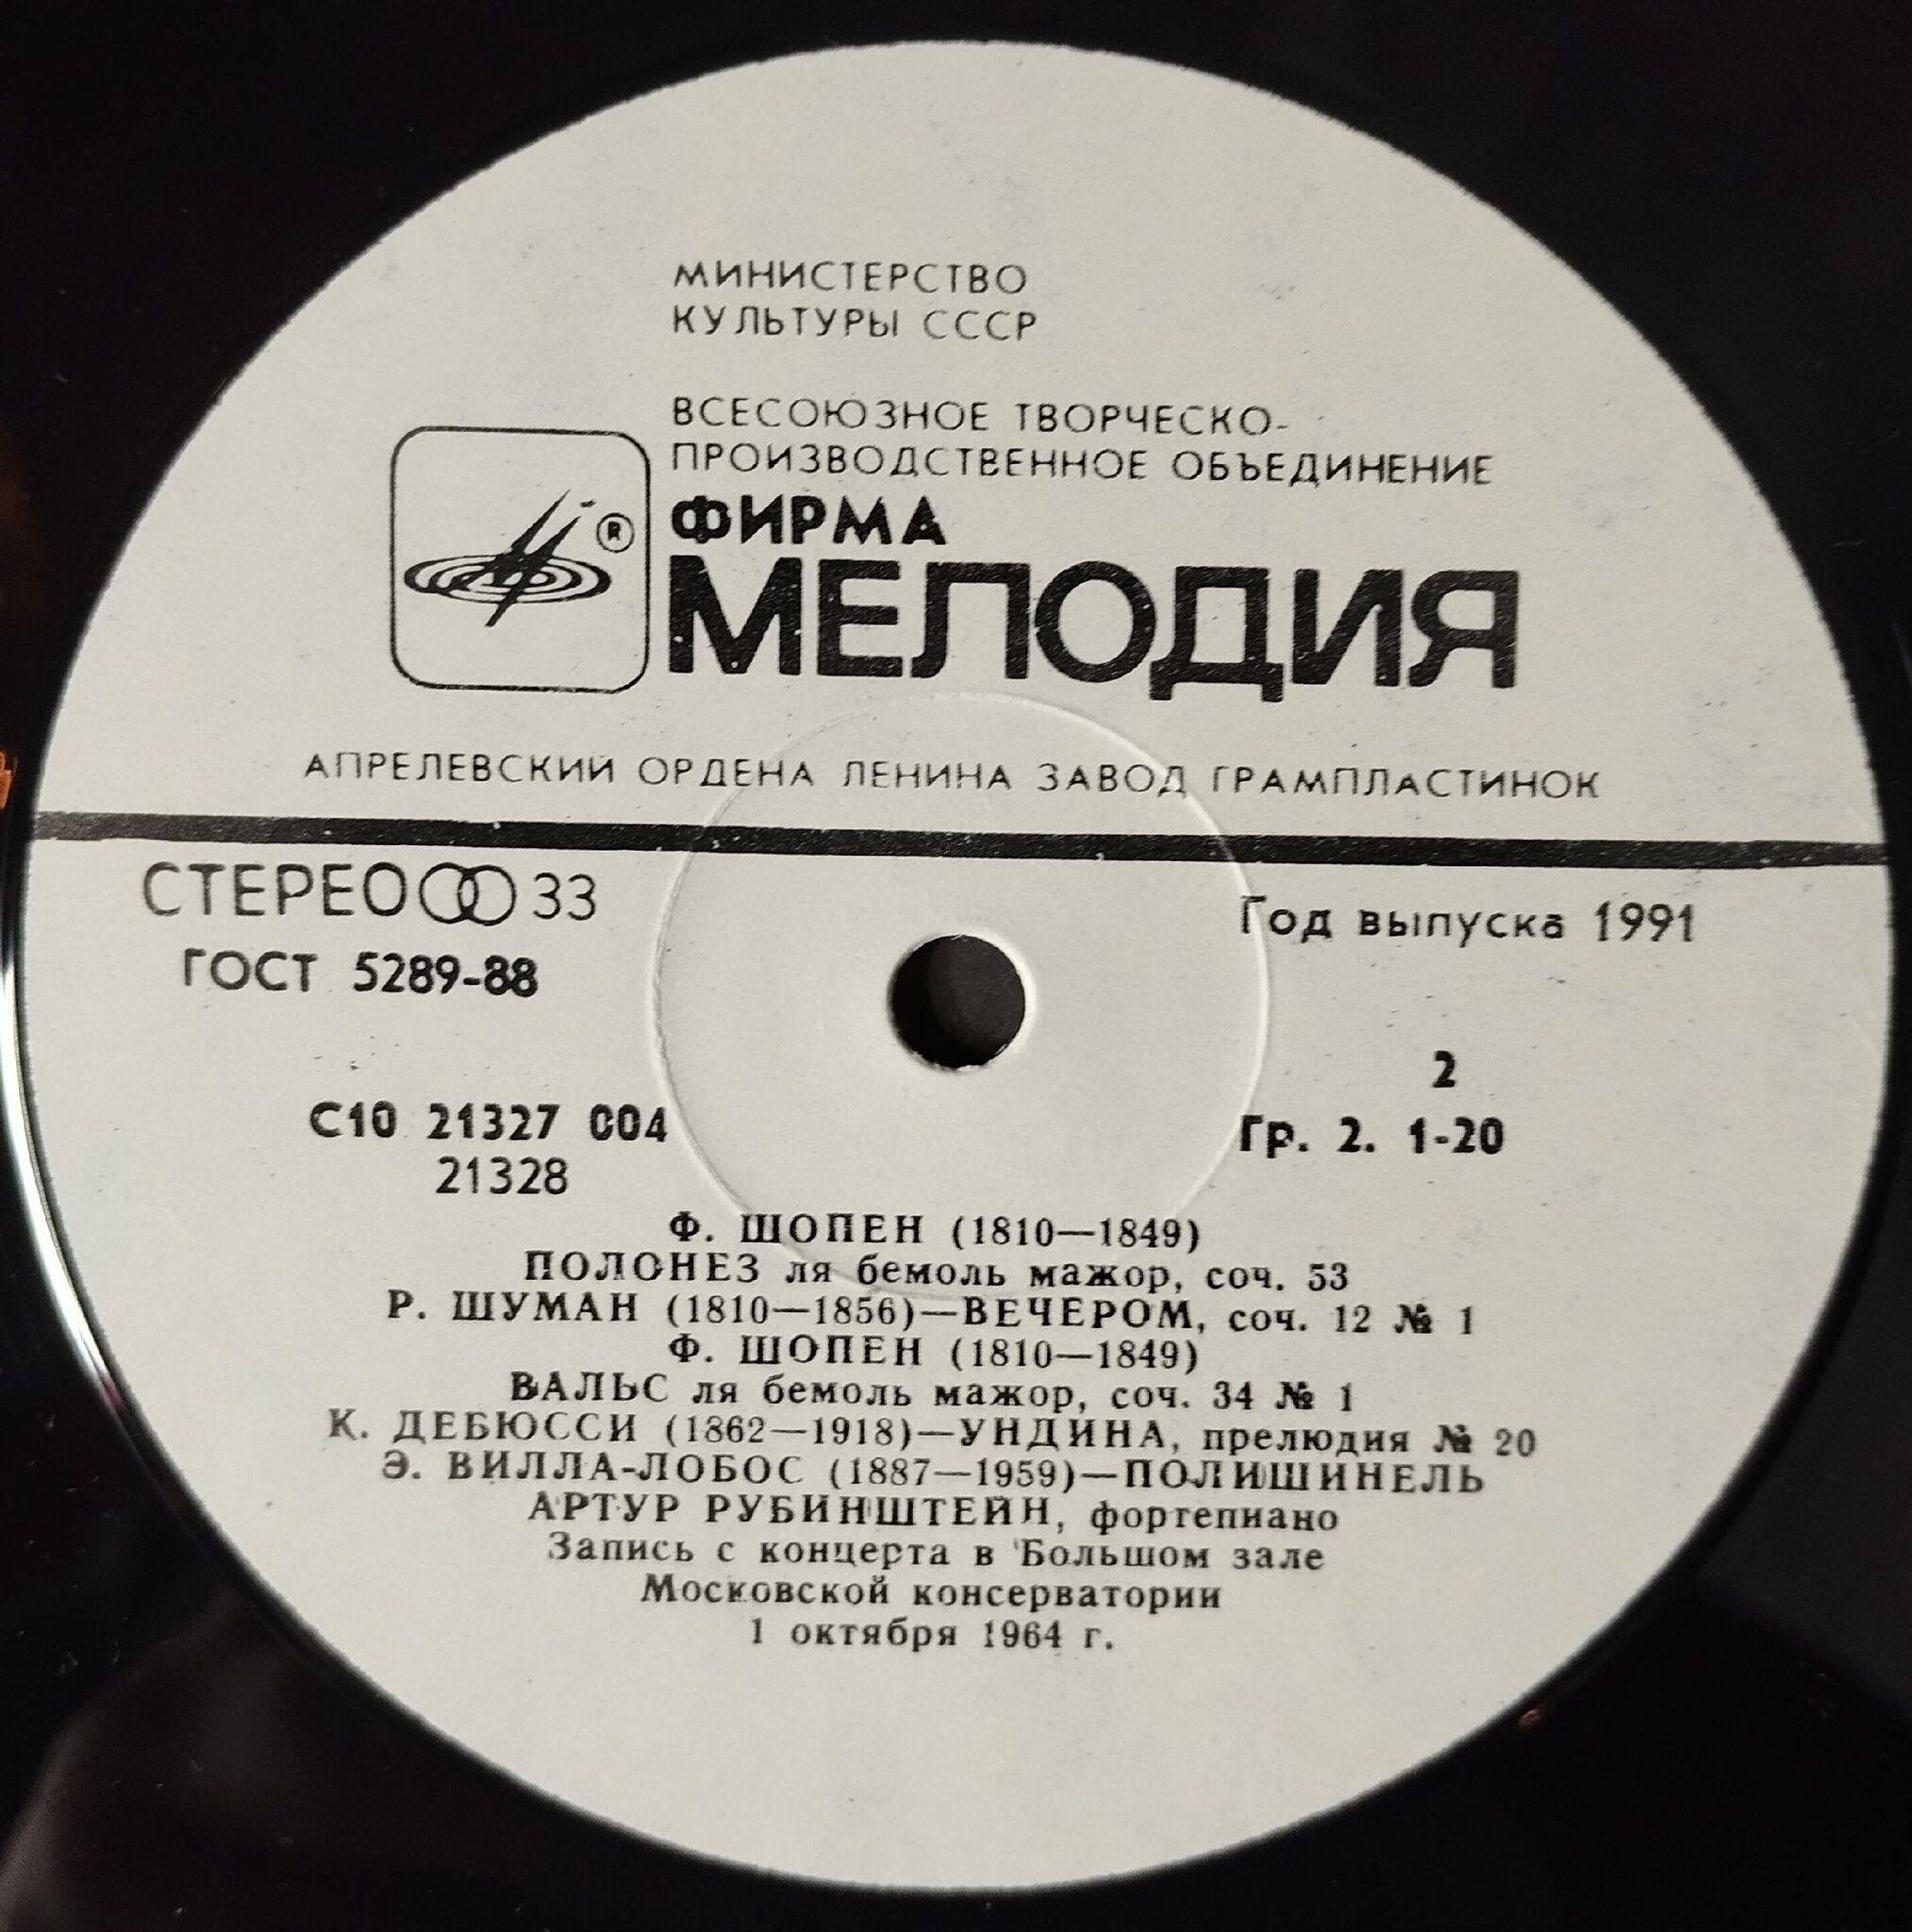 МИНИСТЕРСТВО
КУЛЬТУРЫ СССР
ВСЕСОЮЗНОЕ ТВОРЧЕСКО-
ПРОИЗВОДСТВЕННОЕ ОБЪЕДИНЕНИЕ
®
ФИРМА
МЕЛОДИЯ
АПРЕЛЕВСКИЙ ОРДЕНА ЛЕНИНА ЗАВОД ГРАМПЛАСТИНОК
СТЕРЕО 33
Год выпуска 1991
ГОСТ 5289-88
2
С10 21327 004
Гр. 2. 1-20
21328
Ф. ШОПЕН (1810—1849)
ПОЛОНЕЗ ля бемоль мажор, соч. 53
Р. ШУМАН (1810—1856)—ВЕЧЕРОМ, соч. 12 № 1
Ф. ШОПЕН (1810—1849)
ВАЛЬС ля бемоль мажор, соч. 34 № 1
К. ДЕБЮССИ (1862—1918)—УНДИНА, прелюдия № 20
Э. ВИЛЛА-ЛОБОС (1887—1959)—ПОЛИШИНЕЛЬ
АРТУР РУБИНШТЕЙН, фортепиано
Запись с концерта в Большом зале
Московской консерватории
1 октября 1964 г.